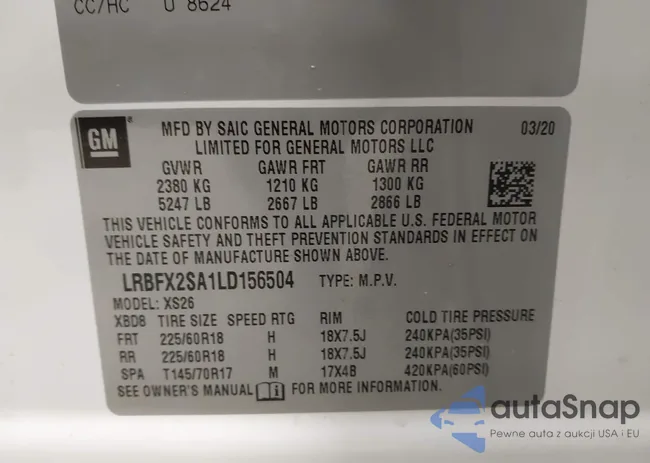 CC/HC U 8624
GM
MFD BY SAIC GENERAL MOTORS CORPORATION 03/20
LIMITED FOR GENERAL MOTORS LLC
GVWR GAWR FRT GAWR RR
2380 KG 1210 KG 1300 KG
5247 LB 2667 LB 2866 LB
THIS VEHICLE CONFORMS TO ALL APPLICABLE U.S. FEDERAL MOTOR
VEHICLE SAFETY AND THEFT PREVENTION STANDARDS IN EFFECT ON
THE DATE OF MANUFACTURE SHOWN ABOVE.
LRBFX2SA1LD156504 TYPE: M.P.V.
MODEL: XS26
XBD8 TIRE SIZE SPEED RTG RIM COLD TIRE PRESSURE
FRT 225/60R18 H 18X7.5J 240KPA(35PSI)
RR 225/60R18 H 18X7.5J 240KPA(35PSI)
SPA T145/70R17 M 17X4B 420KPA(60PSI)
SEE OWNER'S MANUAL FOR MORE INFORMATION.
autaSnap
Pewne auta z aukcji USA i EU